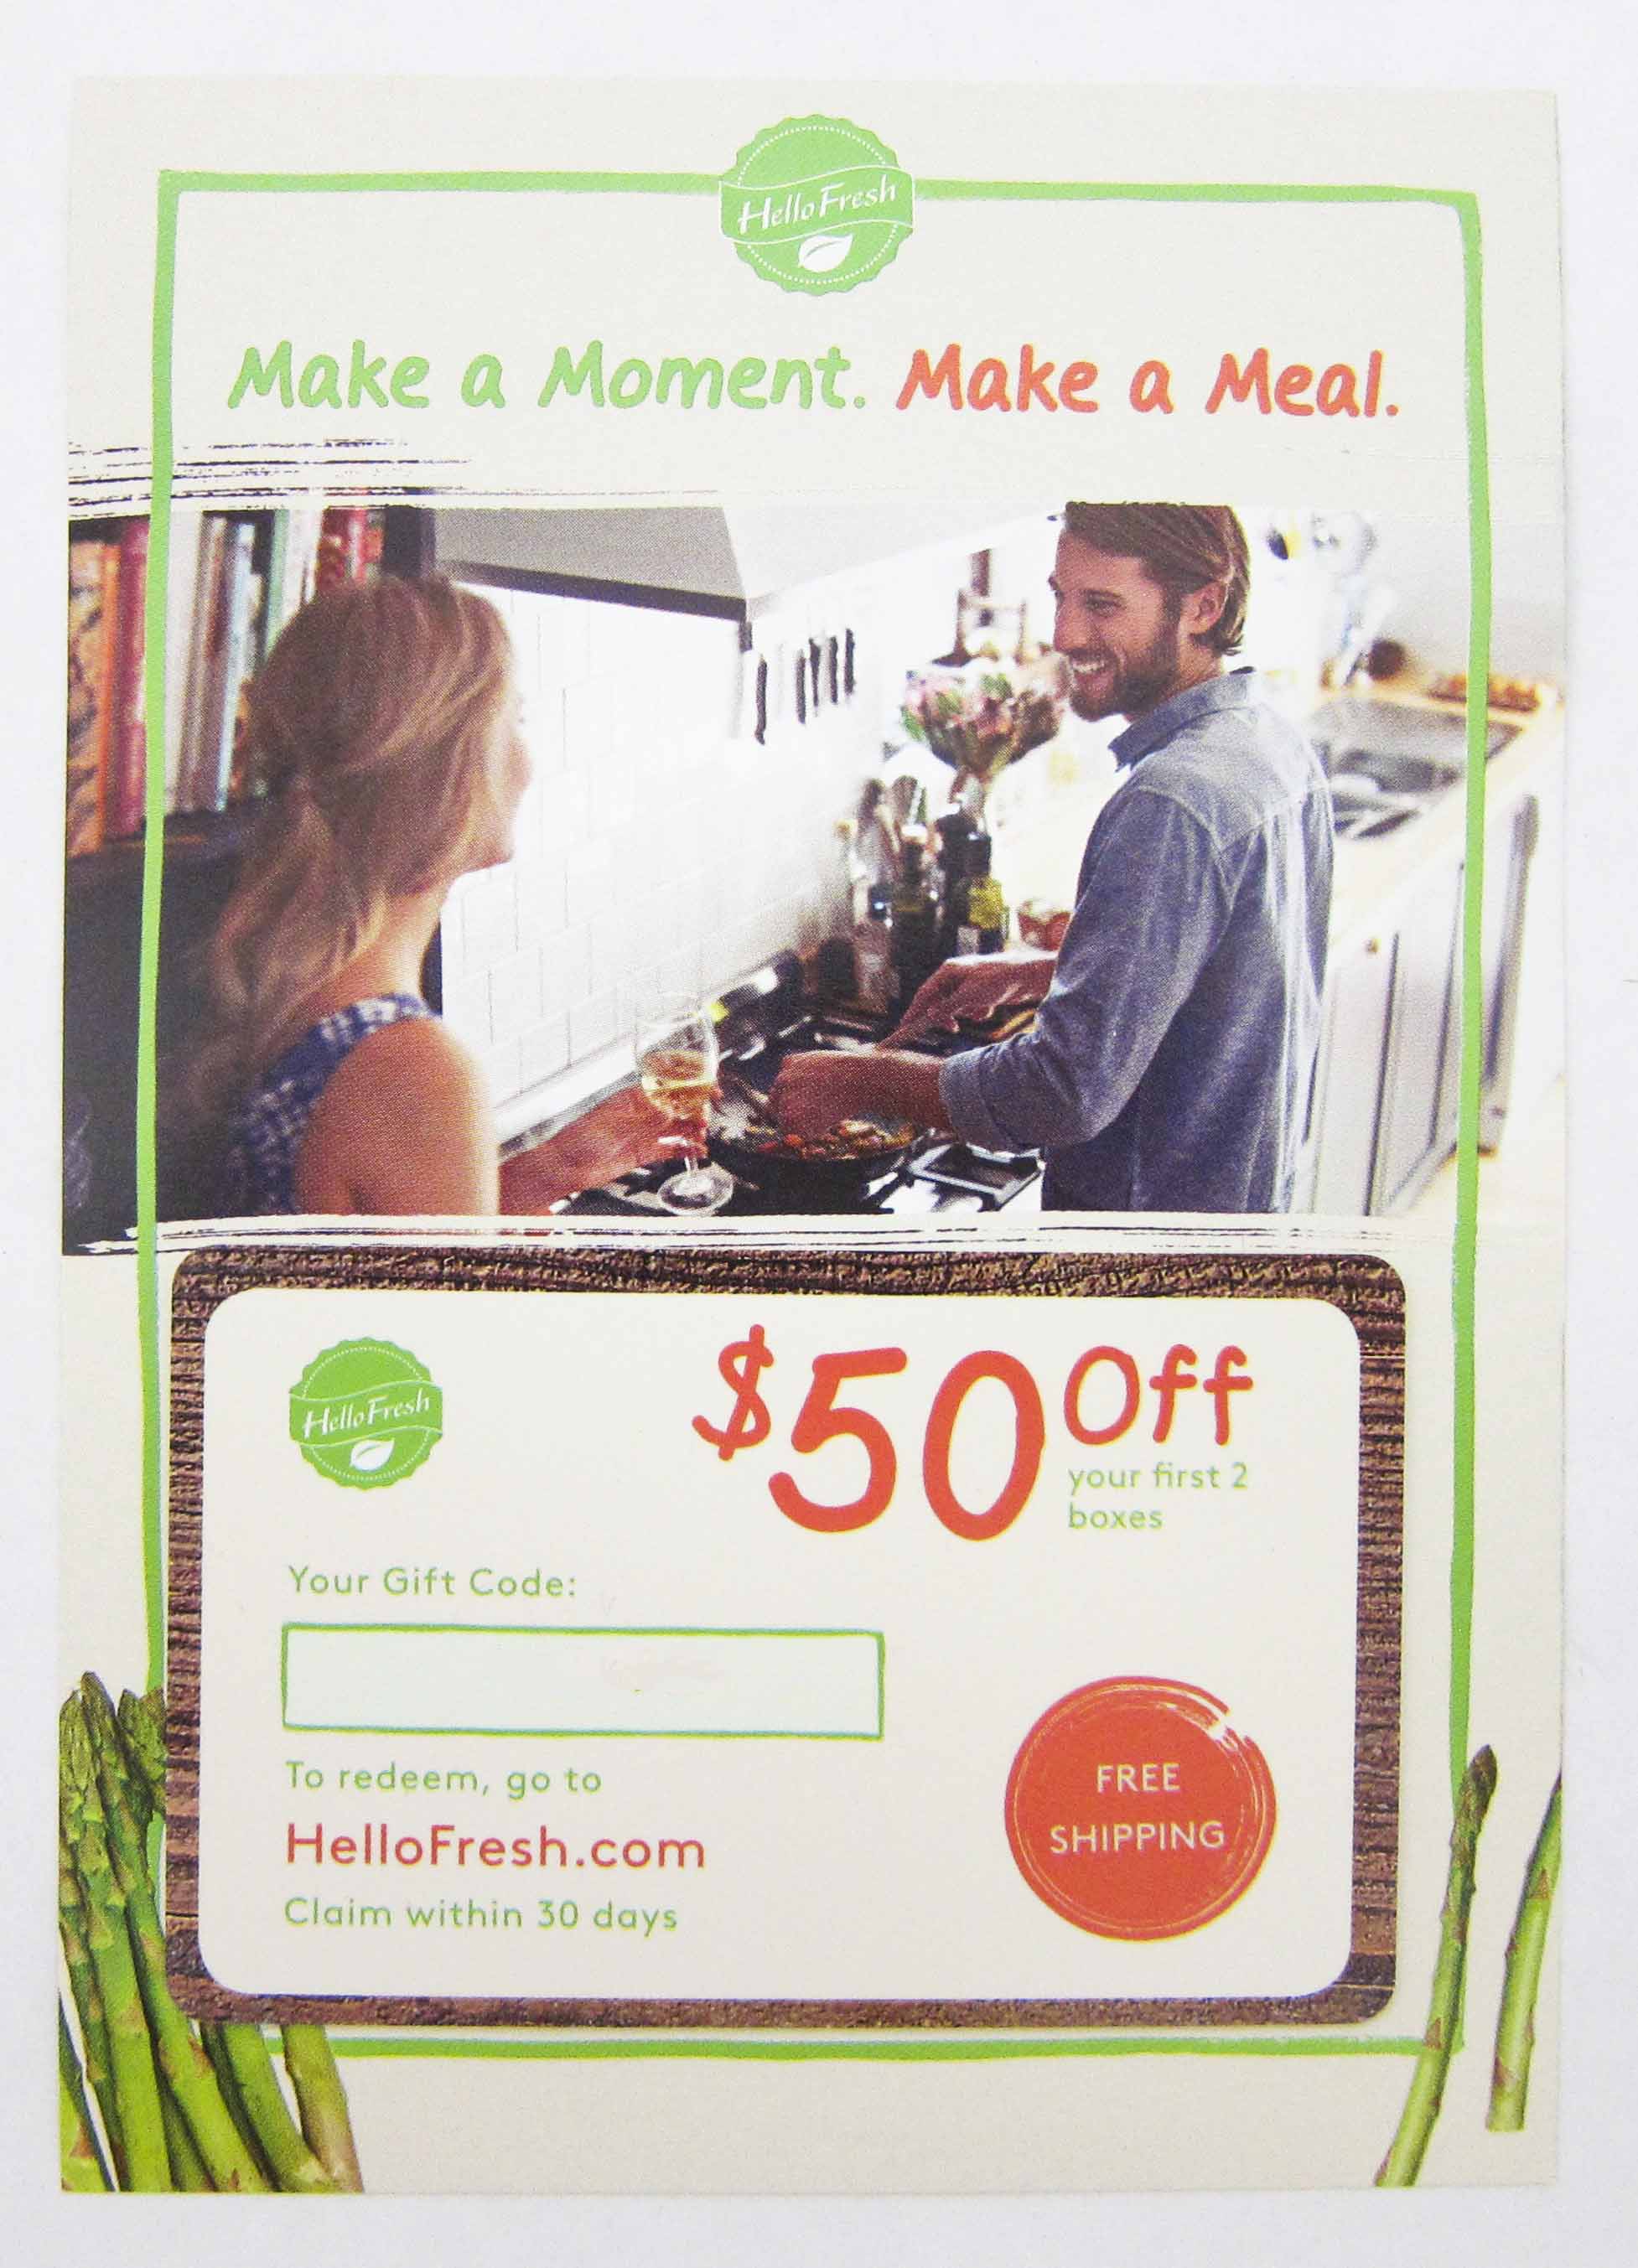 HelloFresh
Make a Moment. Make a Meal.
HelloFresh
$50 Off
your first 2
boxes
Your Gift Code:
To redeem, go to
HelloFresh.com
Claim within 30 days
FREE
SHIPPING